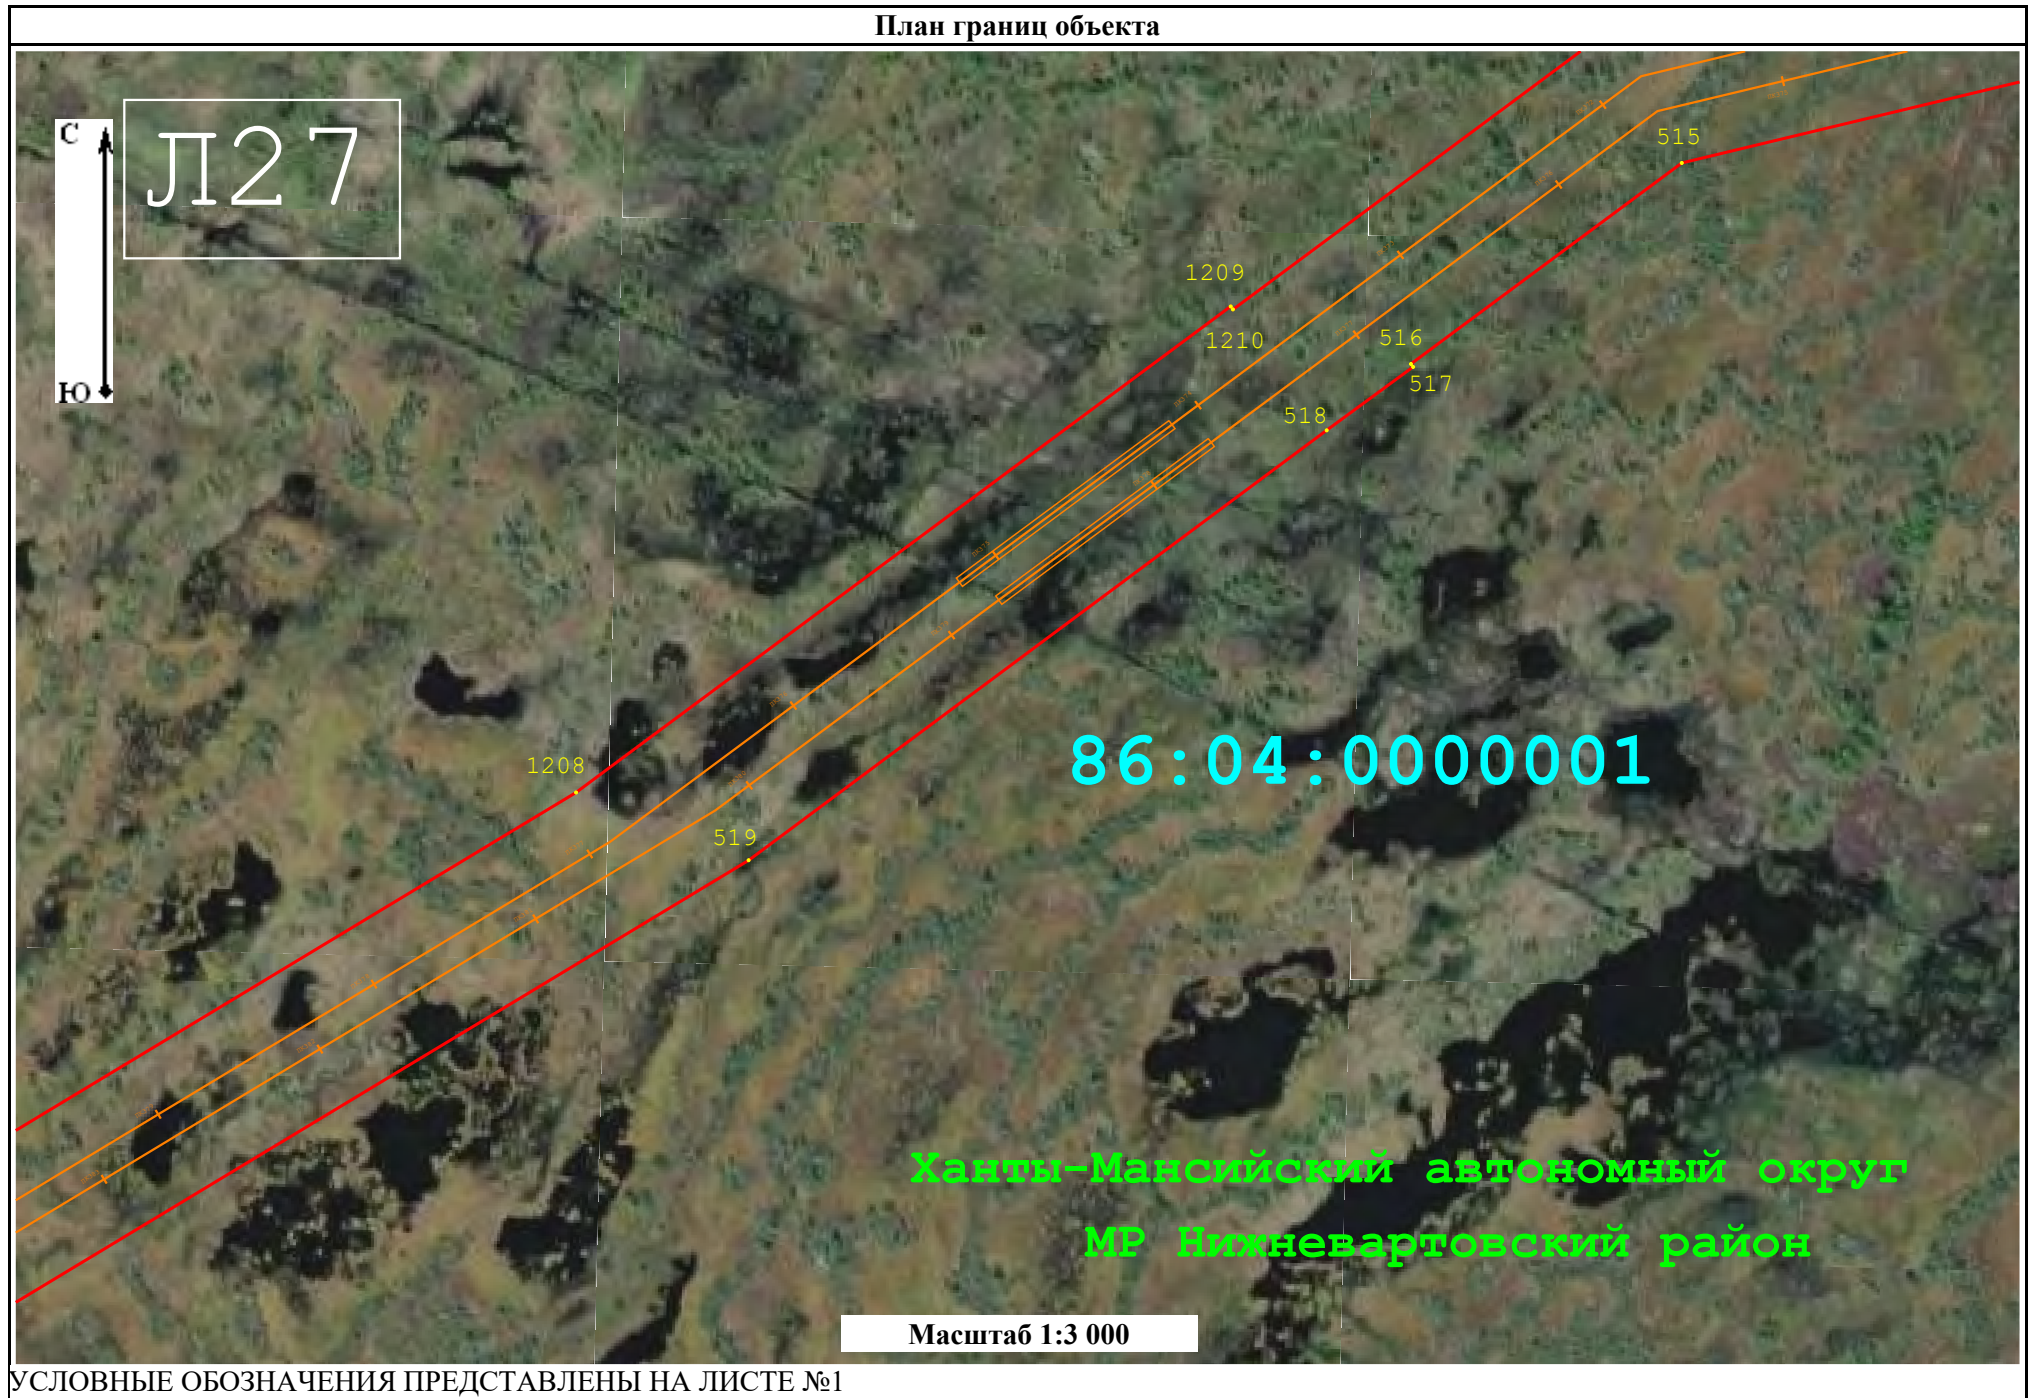 План границ объекта
С
Л27
Ю
515
1209
1210
516
517
518
1208
519
86:04:0000001
Ханты-Мансийский автономный округ
МР Нижневартовский район
Масштаб 1:3 000
УСЛОВНЫЕ ОБОЗНАЧЕНИЯ ПРЕДСТАВЛЕНЫ НА ЛИСТЕ №1